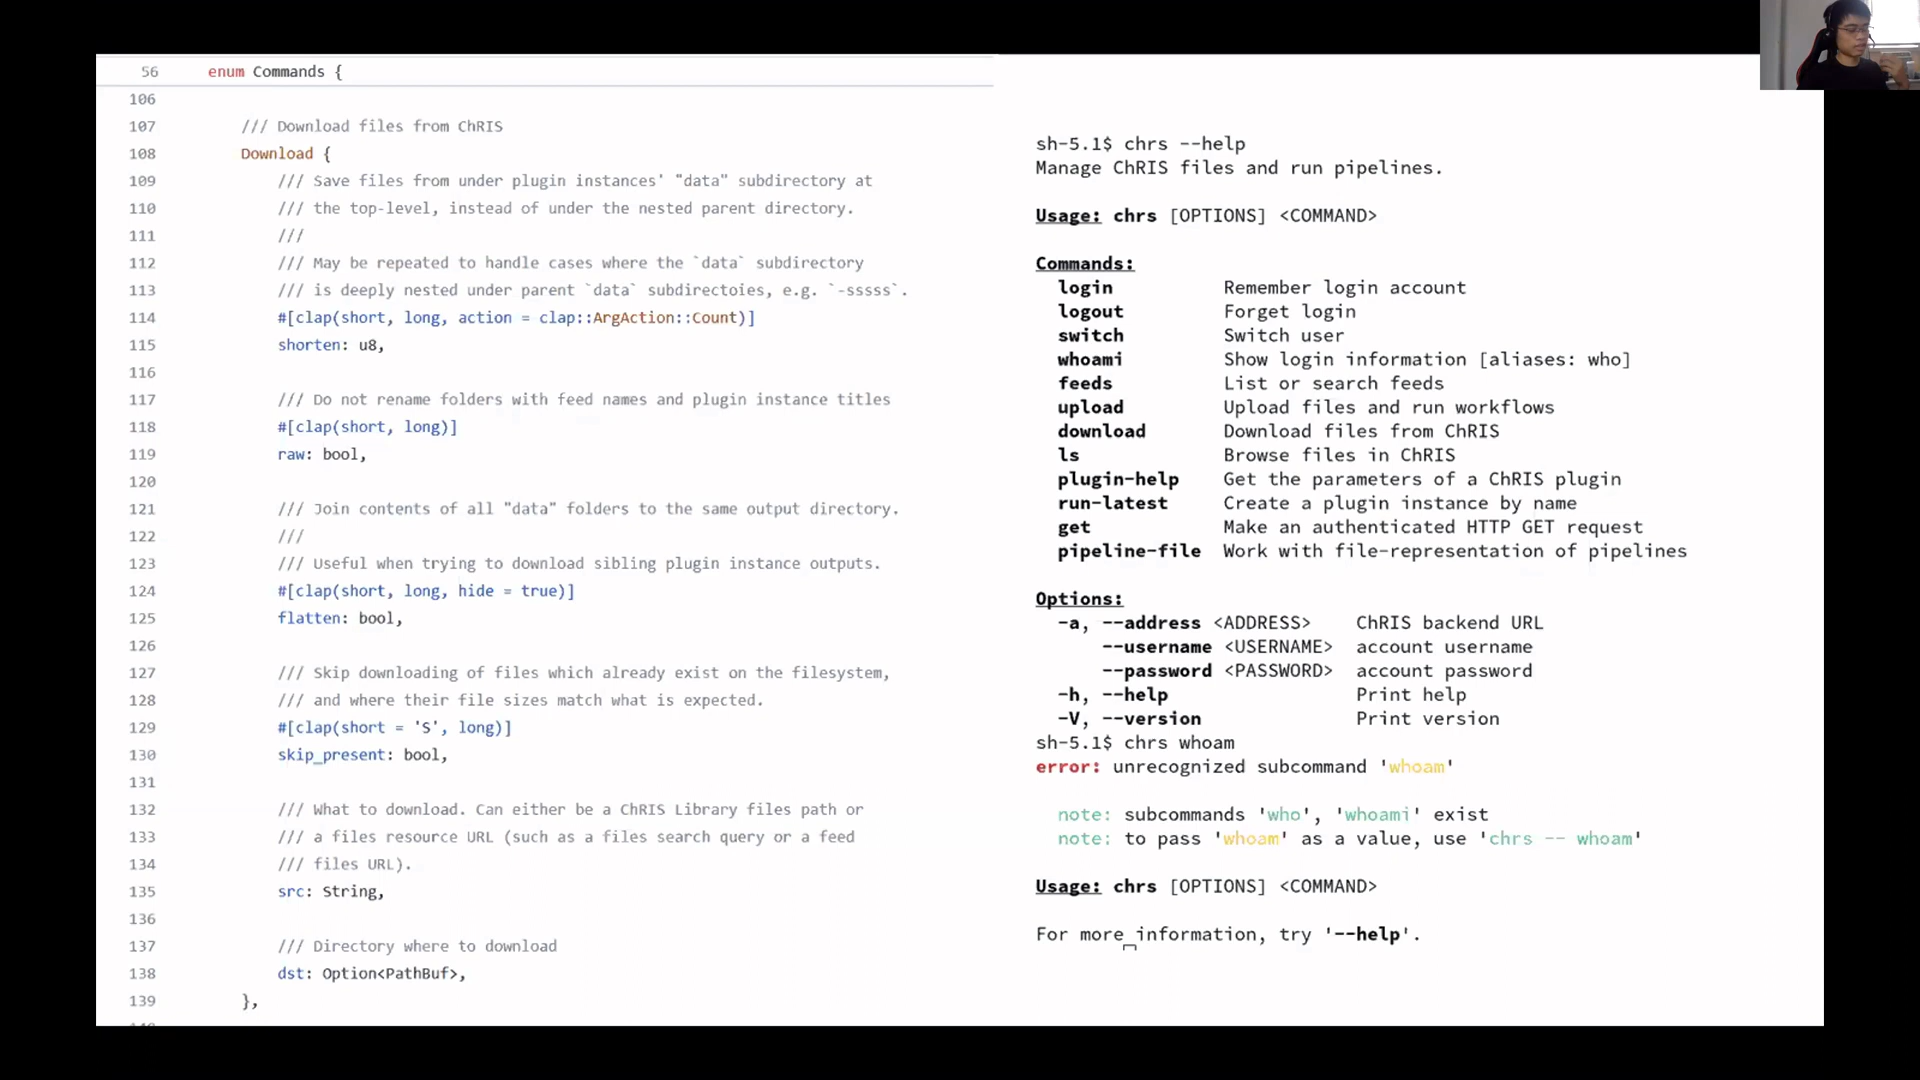 56 enum Commands {
106
107 /// Download files from ChRIS
108 Download {
109 /// Save files from under plugin instances' "data" subdirectory at
110 /// the top-level, instead of under the nested parent directory.
111 ///
112 /// May be repeated to handle cases where the `data` subdirectory
113 /// is deeply nested under parent `data` subdirectoies, e.g. `-sssss`.
114 #[clap(short, long, action = clap::ArgAction::Count)]
115 shorten: u8,
116
117 /// Do not rename folders with feed names and plugin instance titles
118 #[clap(short, long)]
119 raw: bool,
120
121 /// Join contents of all "data" folders to the same output directory.
122 ///
123 /// Useful when trying to download sibling plugin instance outputs.
124 #[clap(short, long, hide = true)]
125 flatten: bool,
126
127 /// Skip downloading of files which already exist on the filesystem,
128 /// and where their file sizes match what is expected.
129 #[clap(short = 'S', long)]
130 skip_present: bool,
131
132 /// What to download. Can either be a ChRIS Library files path or
133 /// a files resource URL (such as a files search query or a feed
134 /// files URL).
135 src: String,
136
137 /// Directory where to download
138 dst: Option<PathBuf>,
139 },
sh-5.1$ chrs --help
Manage ChRIS files and run pipelines.
Usage: chrs [OPTIONS] <COMMAND>
Commands:
login Remember login account
logout Forget login
switch Switch user
whoami Show login information [aliases: who]
feeds List or search feeds
upload Upload files and run workflows
download Download files from ChRIS
ls Browse files in ChRIS
plugin-help Get the parameters of a ChRIS plugin
run-latest Create a plugin instance by name
get Make an authenticated HTTP GET request
pipeline-file Work with file-representation of pipelines
Options:
-a, --address <ADDRESS> ChRIS backend URL
--username <USERNAME> account username
--password <PASSWORD> account password
-h, --help Print help
-V, --version Print version
sh-5.1$ chrs whoam
error: unrecognized subcommand 'whoam'
note: subcommands 'who', 'whoami' exist
note: to pass 'whoam' as a value, use 'chrs -- whoam'
Usage: chrs [OPTIONS] <COMMAND>
For more information, try '--help'.